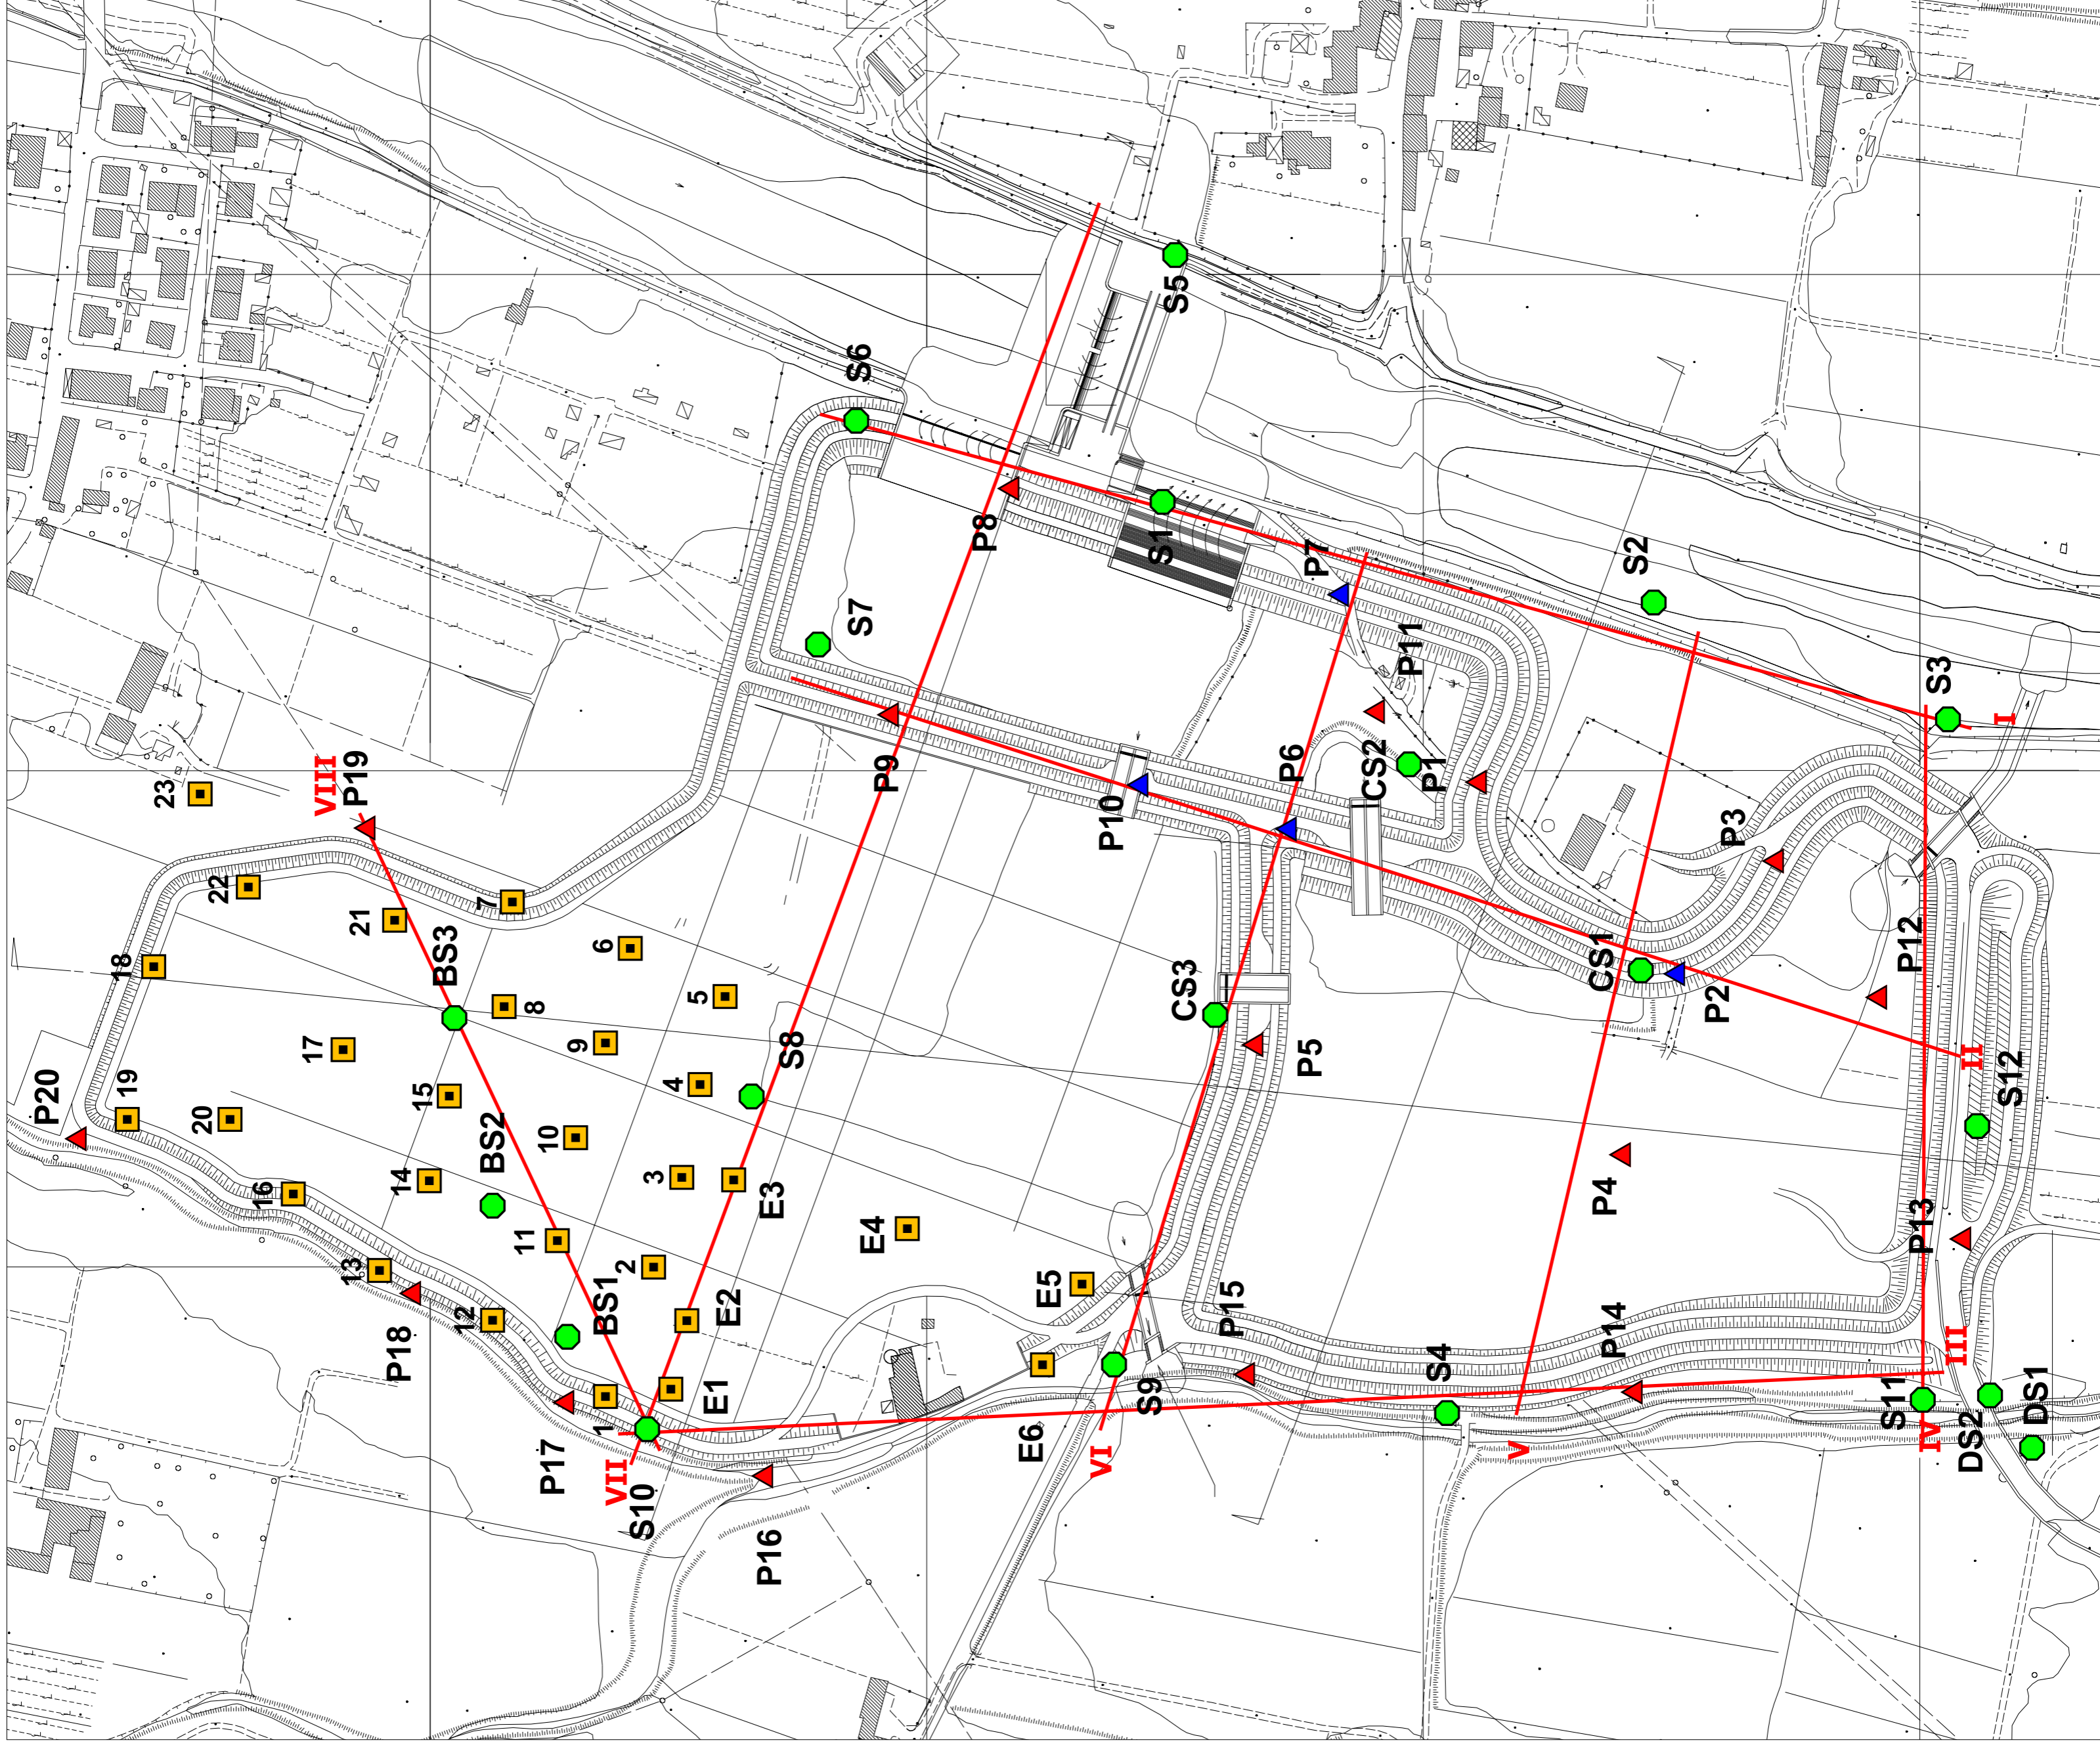 S6
S5
P8
S1
P7
S2
S7
P11
S3
I
P9
P10
P6
CS2
P1
P3
23
VIII
P19
22
21
7
BS3
6
18
8
5
CS3
CS1
P2
P12
II
17
9
S8
P5
S12
P20
19
20
15
4
BS2
10
3
E3
P4
16
14
11
2
E4
P13
13
E5
P15
12
BS1
E2
P18
P14
III
S4
1
E1
S9
S11
DS1
P17
VII
S10
E6
VI
V
IV
DS2
P16